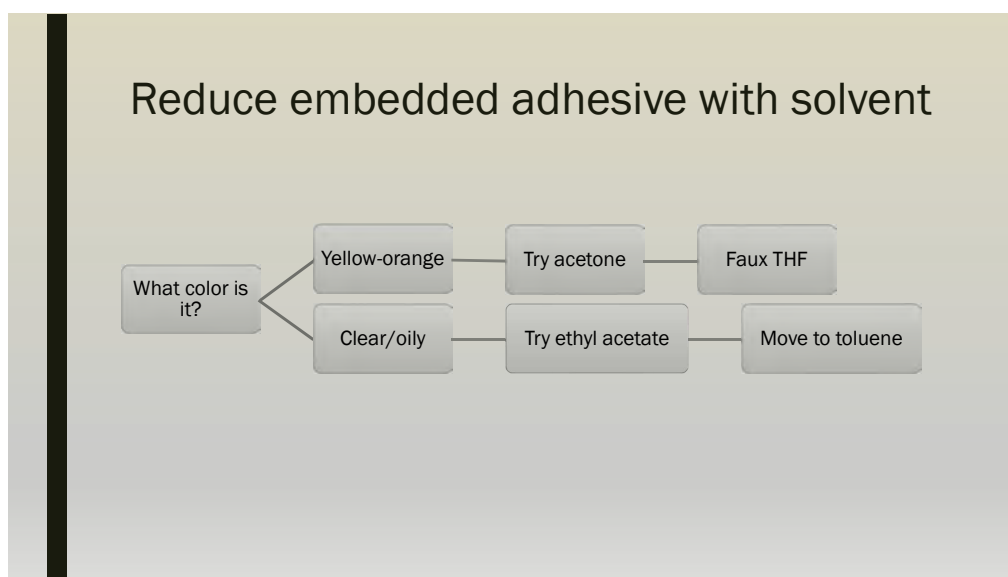 Reduce embedded adhesive with solvent
What color is
it?
Yellow-orange
Try acetone
Faux THF
Clear/oily
Try ethyl acetate
Move to toluene